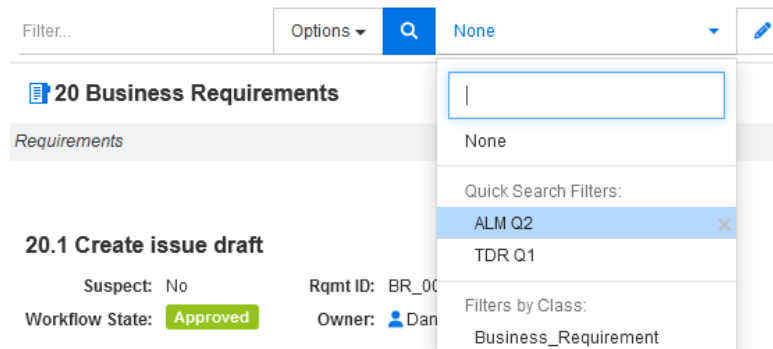 Filter...
Options
None
20 Business Requirements
Requirements
None
Quick Search Filters:
ALM Q2
TDR Q1
20.1 Create issue draft
Suspect: No
Rqmt ID: BR_00
Workflow State: Approved
Owner: Dan
Filters by Class:
Business_Requirement